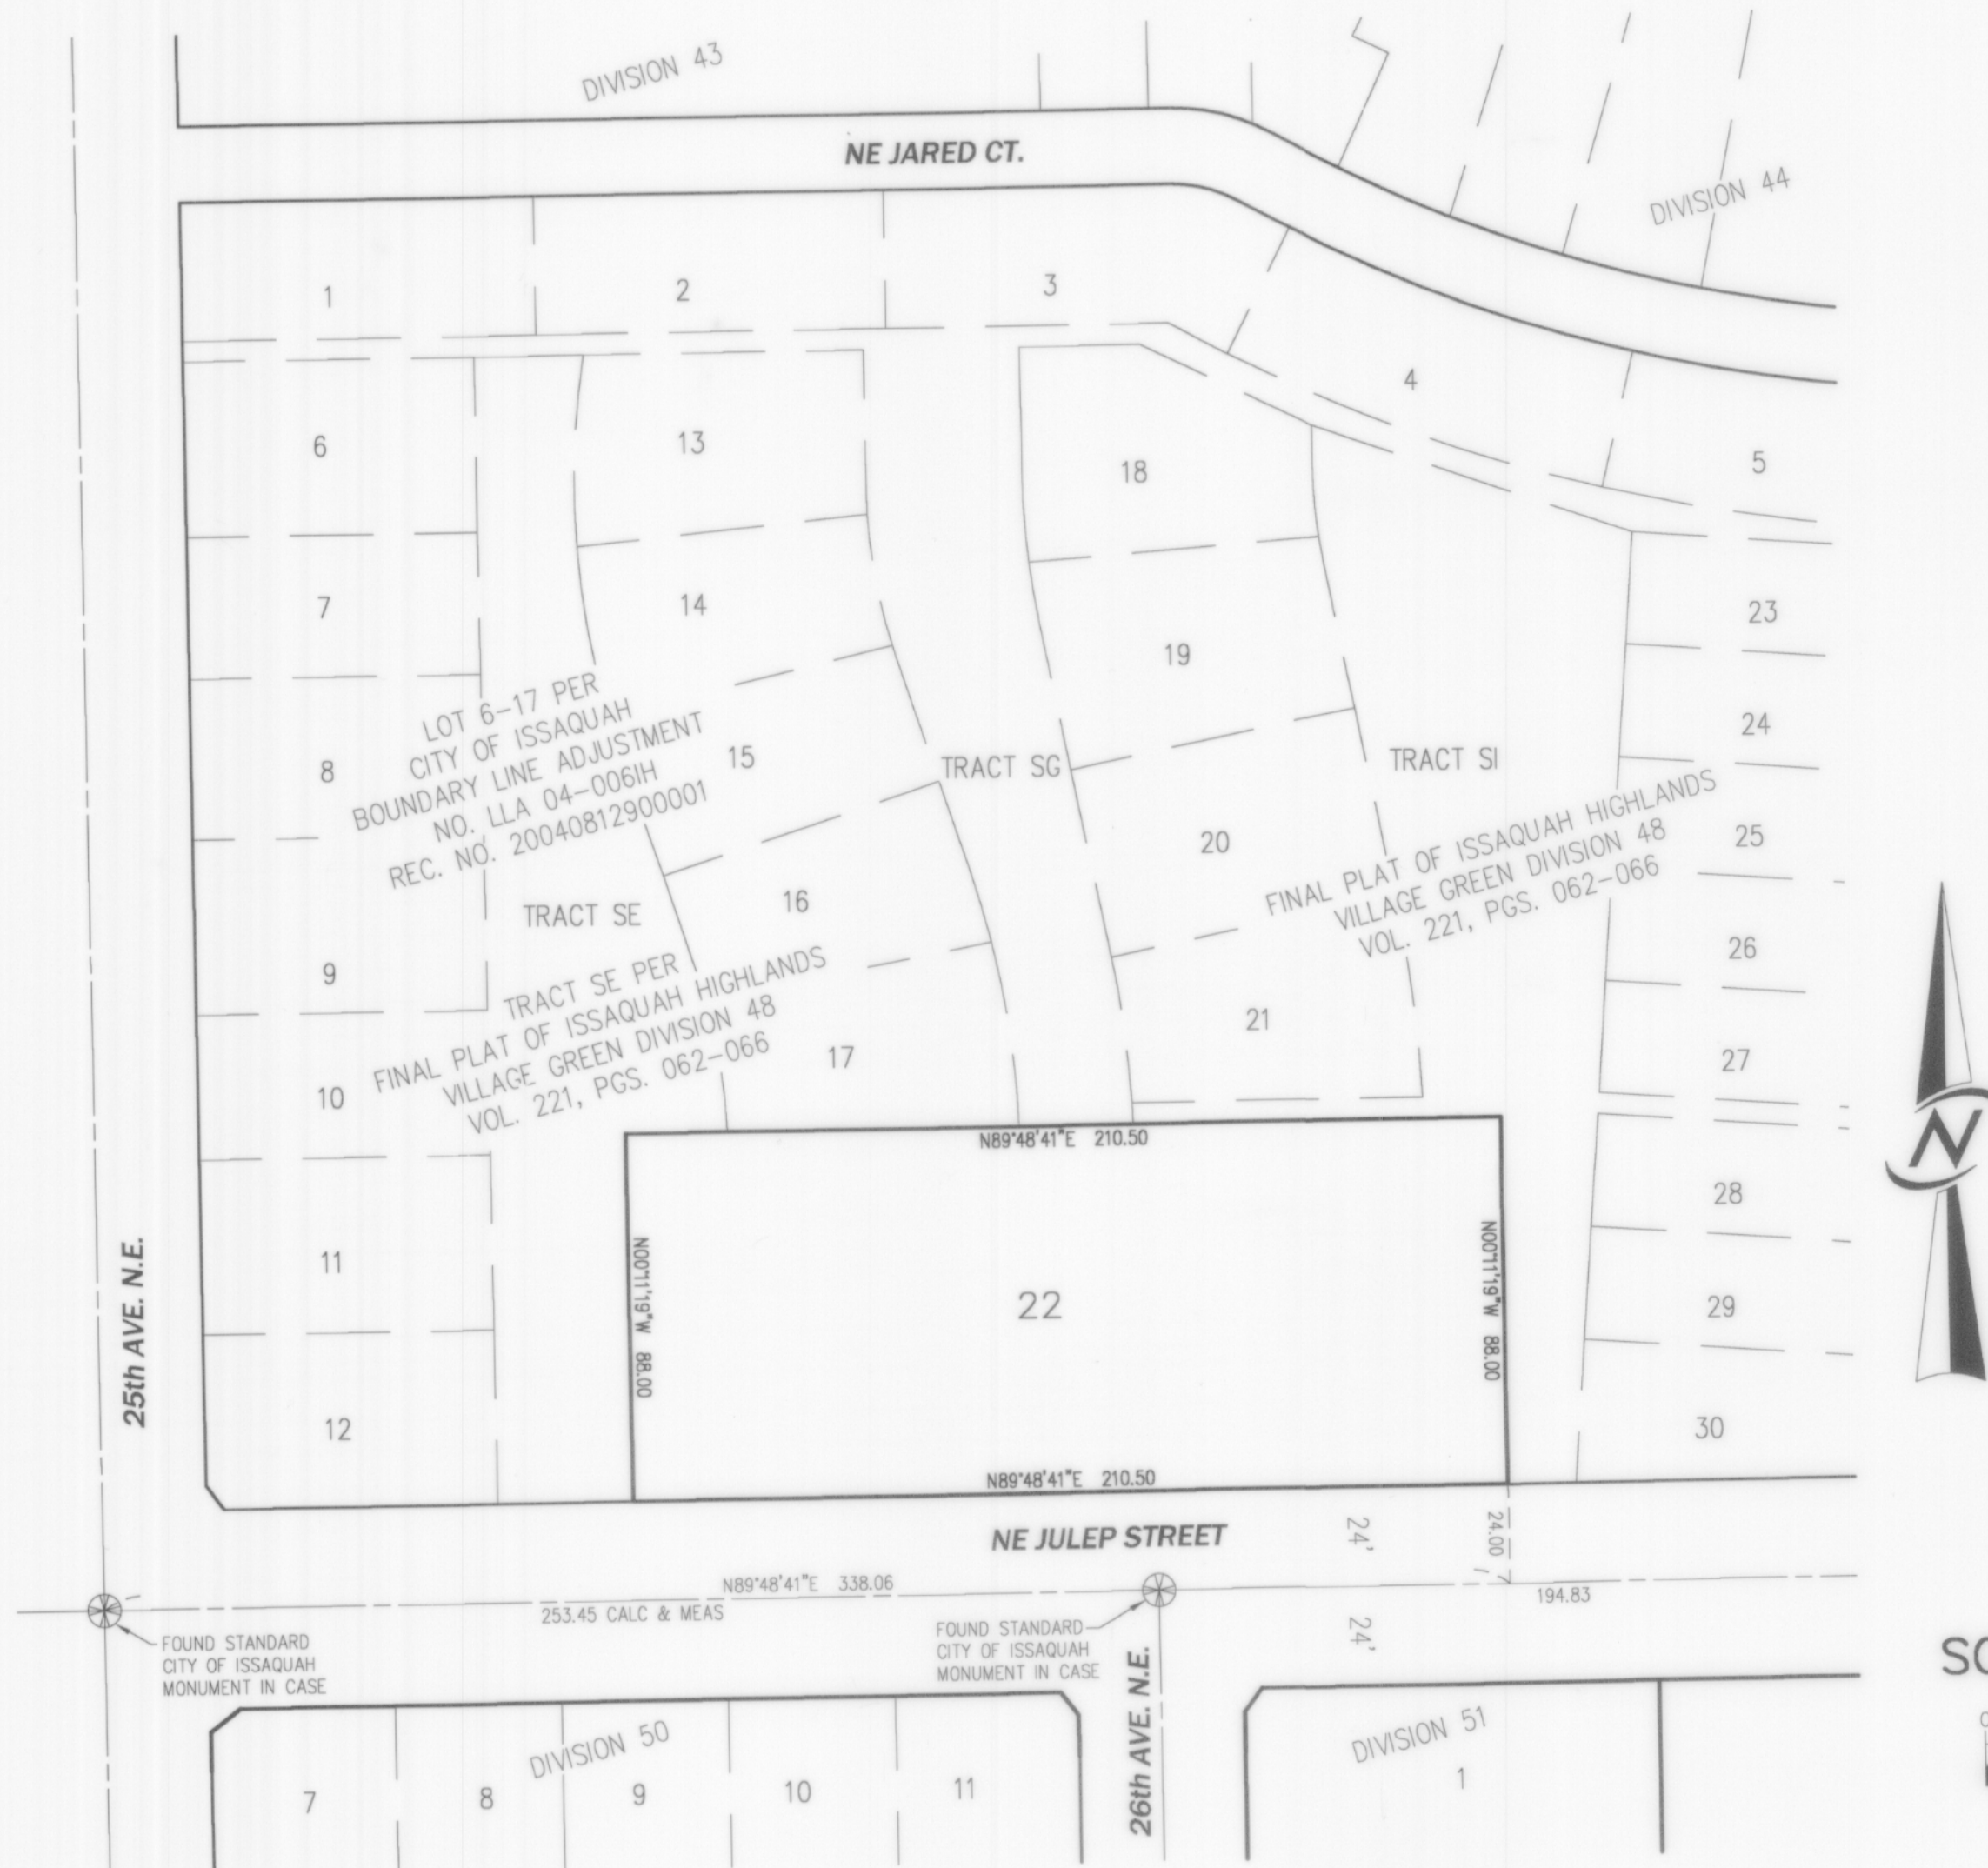 DIVISION 43
NE JARED CT.
DIVISION 44
1
2
3
4
5
6
13
18
7
14
19
23
24
LOT 6-17 PER
CITY OF ISSAQUAH
BOUNDARY LINE ADJUSTMENT
NO. LLA 04-006IH
REC. NO. 20040812900001
8
15
TRACT SG
TRACT SI
20
25
FINAL PLAT OF ISSAQUAH HIGHLANDS
VILLAGE GREEN DIVISION 48
VOL. 221, PGS. 062-066
TRACT SE
16
26
9
TRACT SE PER
FINAL PLAT OF ISSAQUAH HIGHLANDS
VILLAGE GREEN DIVISION 48
VOL. 221, PGS. 062-066
17
21
27
10
N89°48'41"E 210.50
N
28
11
N00°11'19"W 88.00
22
N00°11'19"W 88.00
29
25th AVE. N.E.
12
30
N89°48'41"E 210.50
NE JULEP STREET
24'
24.00
N89°48'41"E 338.06
253.45 CALC & MEAS
194.83
24'
FOUND STANDARD
CITY OF ISSAQUAH
MONUMENT IN CASE
FOUND STANDARD
CITY OF ISSAQUAH
MONUMENT IN CASE
26th AVE. N.E.
DIVISION 50
DIVISION 51
7
8
9
10
11
1